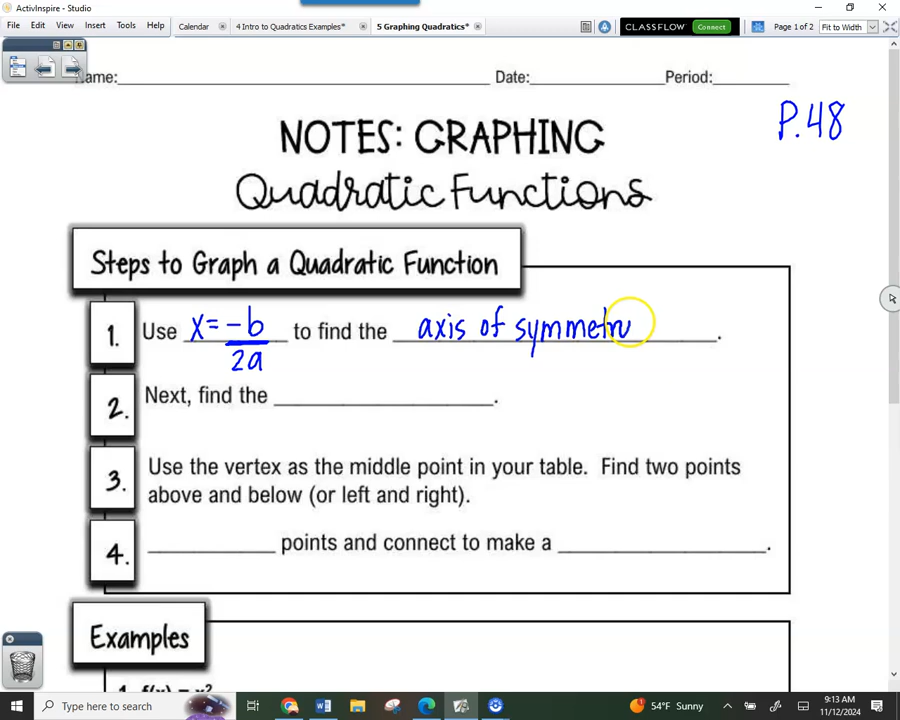 ActivInspire - Studio
File Edit View Insert Tools Help
Calendar 4 Intro to Quadratics Examples* 5 Graphing Quadratics*
CLASSFLOW Connect Page 1 of 2 Fit to Width
Name: Date: Period:
P.48
NOTES: GRAPHING
Quadratic Functions
Steps to Graph a Quadratic Function
1. Use x = -b/2a to find the axis of symmetr .
2. Next, find the .
3. Use the vertex as the middle point in your table. Find two points
above and below (or left and right).
4. points and connect to make a .
Examples
1. f(x) = x²
Type here to search
54°F Sunny
9:13 AM
11/12/2024